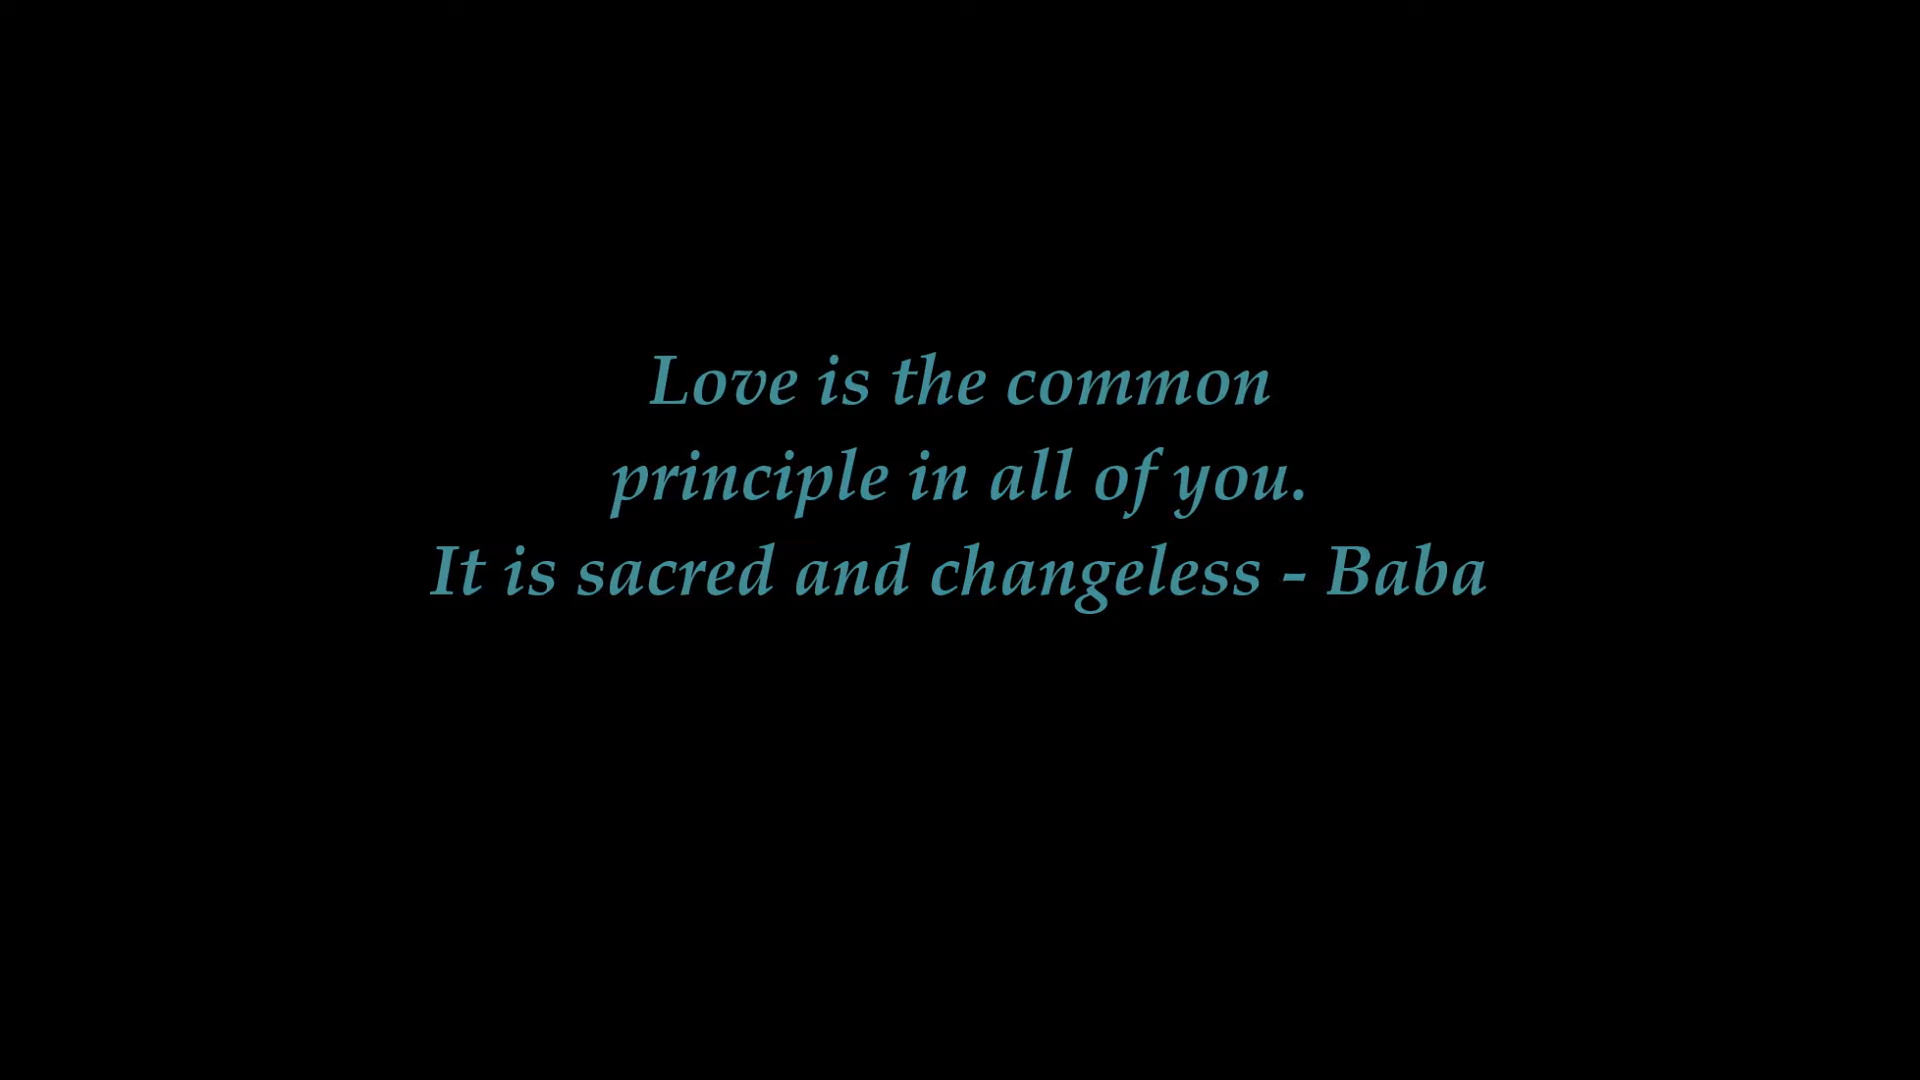 Love is the common
principle in all of you.
It is sacred and changeless - Baba